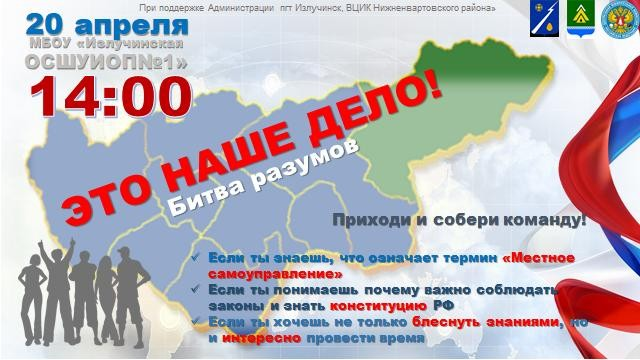 При поддержке Администрации пгт Излучинск, ВЦИК Нижневартовского района»
20 апреля
МБОУ «Излучинская
ОСШУИОП№1»
14:00
ЭТО НАШЕ ДЕЛО!
Битва разумов
Приходи и собери команду!
Если ты знаешь, что означает термин «Местное
самоуправление»
Если ты понимаешь почему важно соблюдать
законы и знать конституцию РФ
Если ты хочешь не только блеснуть знаниями, но
и интересно провести время